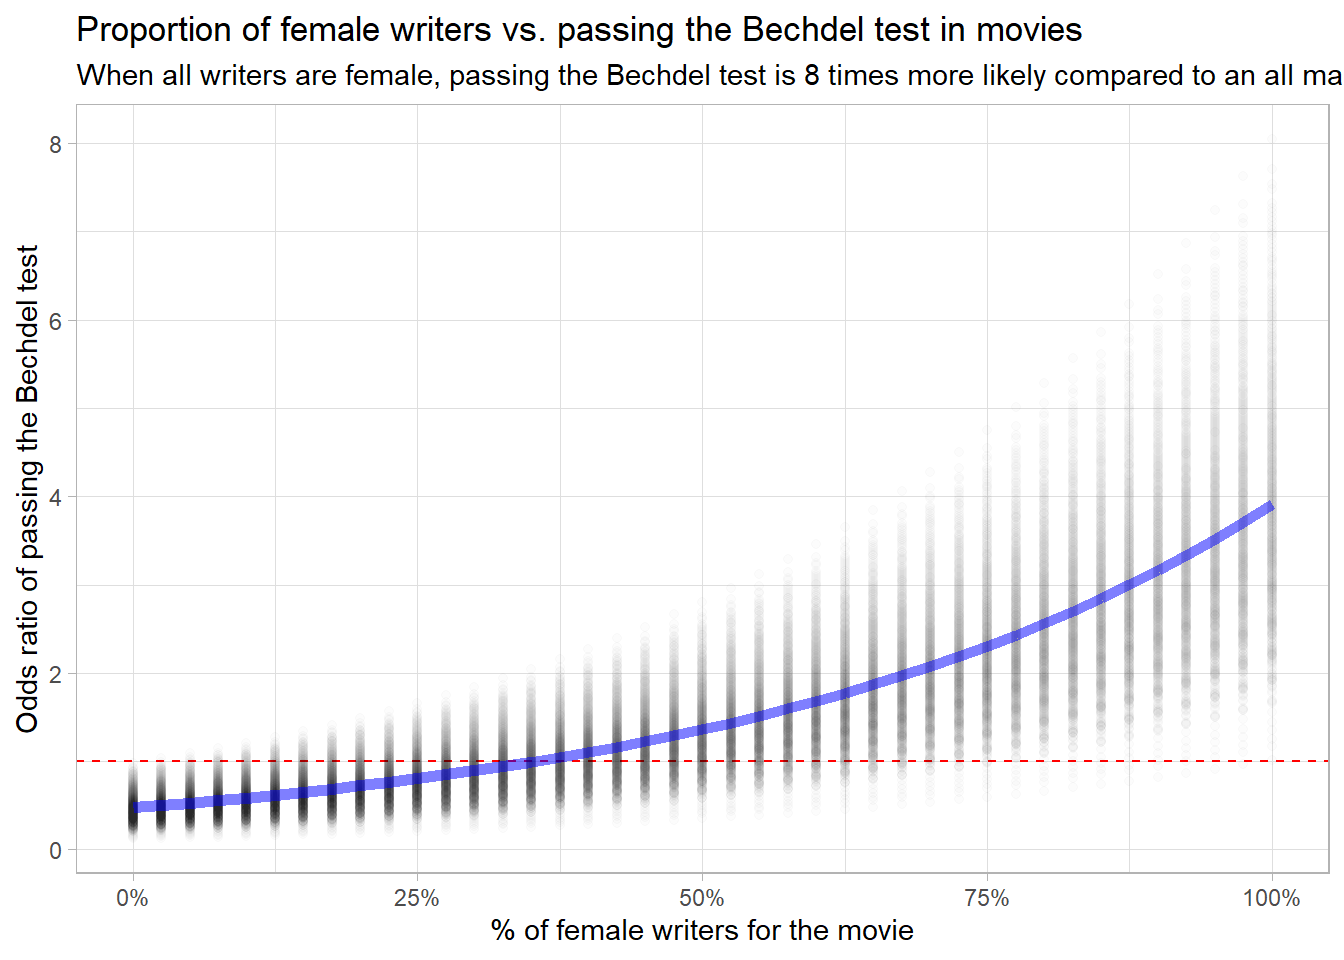 Proportion of female writers vs. passing the Bechdel test in movies
When all writers are female, passing the Bechdel test is 8 times more likely compared to an all ma
8
6
4
2
0
Odds ratio of passing the Bechdel test
0% 25% 50% 75% 100%
% of female writers for the movie